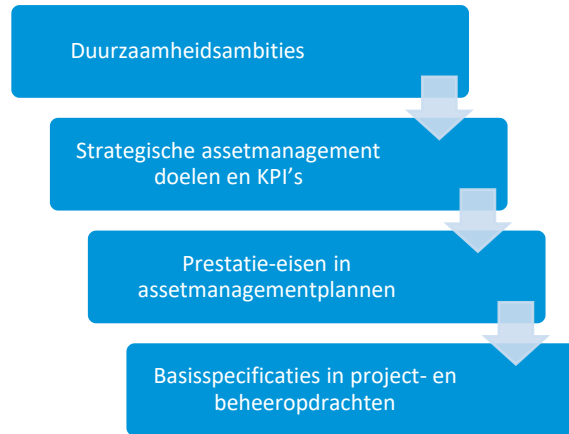 Duurzaamheidsambities
Strategische assetmanagement
doelen en KPI's
Prestatie-eisen in
assetmanagementplannen
Basisspecificaties in project- en
beheeropdrachten